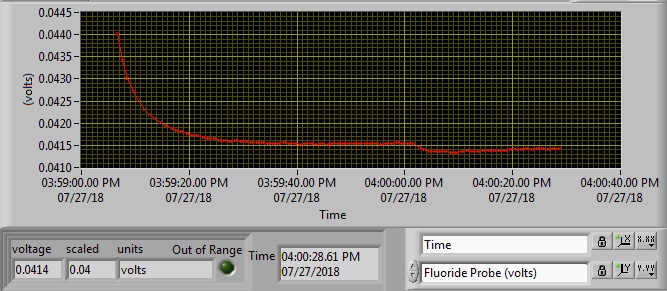 0.0445
0.0440
0.0435
0.0430
0.0425
0.0420
0.0415
0.0410
(volts)
03:59:00.00 PM 03:59:20.00 PM 03:59:40.00 PM 04:00:00.00 PM 04:00:20.00 PM 04:00:40.00 PM
07/27/18 07/27/18 07/27/18 07/27/18 07/27/18 07/27/18
Time
voltage scaled units Out of Range
0.0414 0.04 volts
Time 04:00:28.61 PM
07/27/2018
Time X X.XX
Fluoride Probe (volts) Y Y.YY